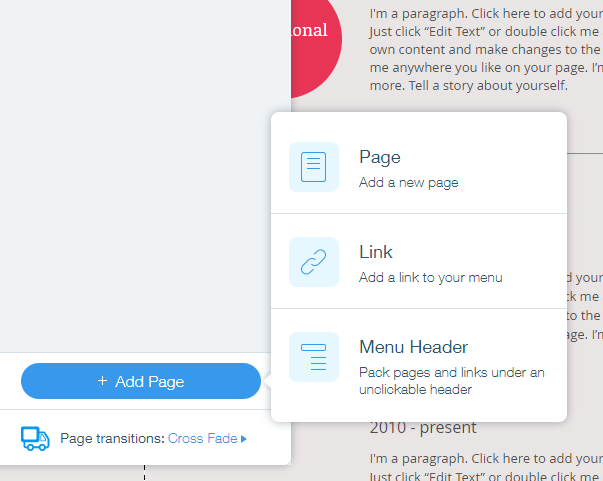 I'm a paragraph. Click here to add your
Just click “Edit Text” or double click me
own content and make changes to the
me anywhere you like on your page. I'm
more. Tell a story about yourself.
onal
Page
Add a new page
Link
Add a link to your menu
Menu Header
Pack pages and links under an
unclickable header
d your
ck me
to the
ge. I'm
+ Add Page
Page transitions: Cross Fade
2010 - present
I'm a paragraph. Click here to add your
Just click “Edit Text” or double click me